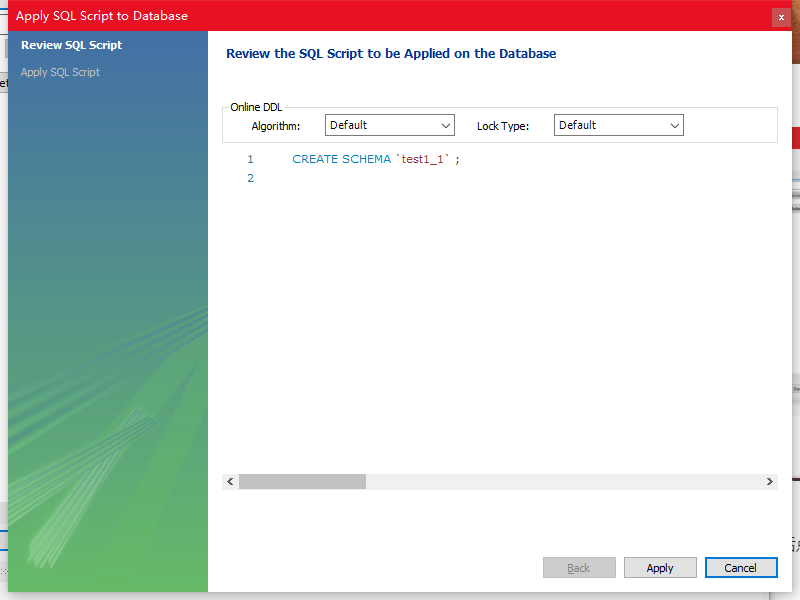 Apply SQL Script to Database
x
Review SQL Script
Apply SQL Script
Review the SQL Script to be Applied on the Database
Online DDL
Algorithm: Default Lock Type: Default
1 CREATE SCHEMA `test1_1` ;
2
Back Apply Cancel